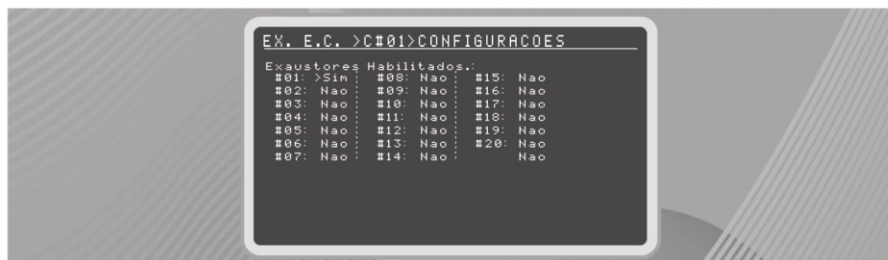 EX. E.C. >C#01>CONFIGURACOES
Exaustores Habilitados.:
#01: >Sim #08: Nao #15: Nao
#02: Nao #09: Nao #16: Nao
#03: Nao #10: Nao #17: Nao
#04: Nao #11: Nao #18: Nao
#05: Nao #12: Nao #19: Nao
#06: Nao #13: Nao #20: Nao
#07: Nao #14: Nao Nao